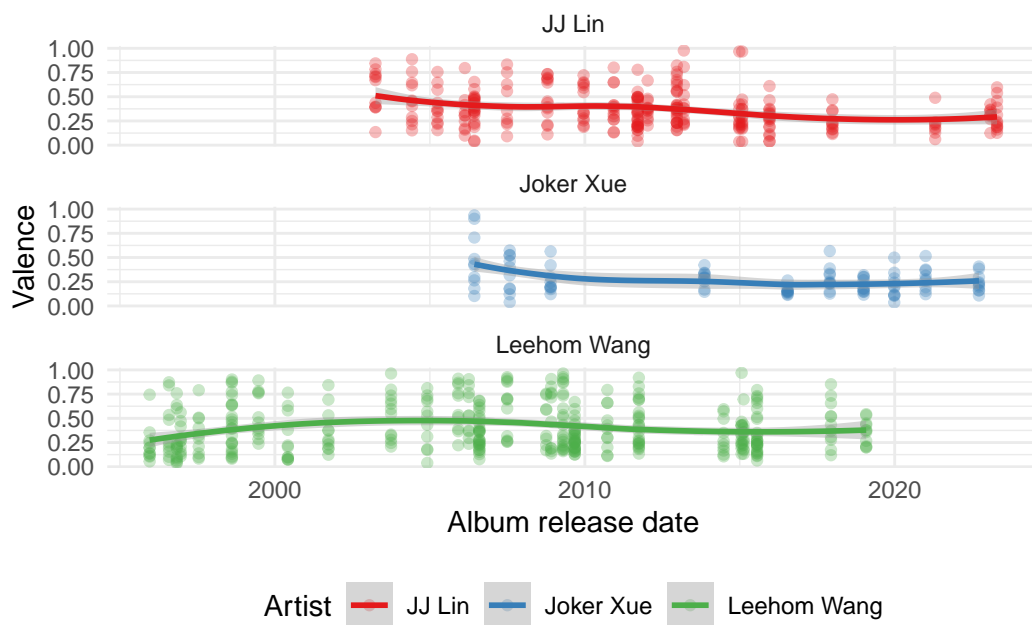 JJ Lin
1.00
0.75
0.50
0.25
0.00
Joker Xue
1.00
0.75
0.50
0.25
0.00
Valence
Leehom Wang
1.00
0.75
0.50
0.25
0.00
2000 2010 2020
Album release date
Artist JJ Lin Joker Xue Leehom Wang